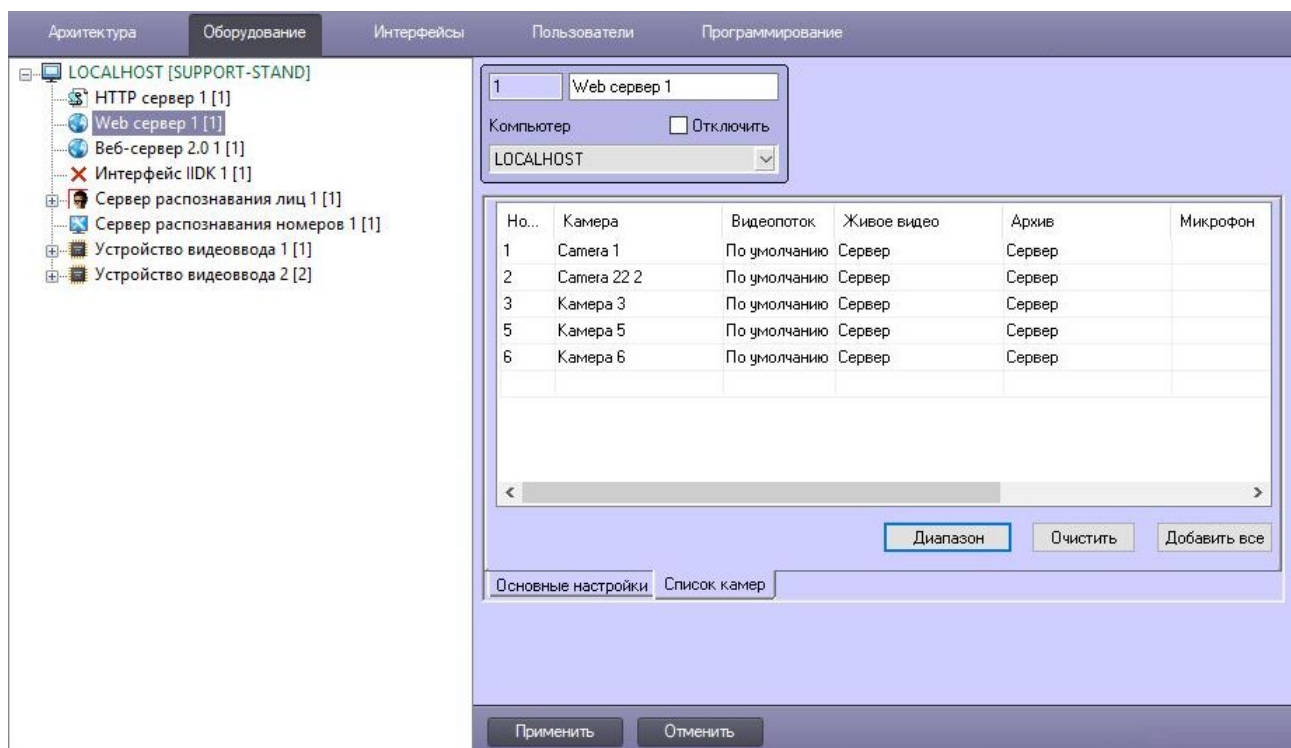 Архитектура Оборудование Интерфейсы Пользователи Программирование
LOCALHOST [SUPPORT-STAND]
HTTP сервер 1 [1]
Web сервер 1 [1]
Веб-сервер 2.0 1 [1]
Интерфейс IIDK 1 [1]
Сервер распознавания лиц 1 [1]
Сервер распознавания номеров 1 [1]
Устройство видеоввода 1 [1]
Устройство видеоввода 2 [2]
1 Web сервер 1
Компьютер Отключить
LOCALHOST
Но... Камера Видеопоток Живое видео Архив Микрофон
1 Camera 1 По умолчанию Сервер Сервер
2 Camera 22 2 По умолчанию Сервер Сервер
3 Камера 3 По умолчанию Сервер Сервер
5 Камера 5 По умолчанию Сервер Сервер
6 Камера 6 По умолчанию Сервер Сервер
Диапазон Очистить Добавить все
Основные настройки Список камер
Применить Отменить